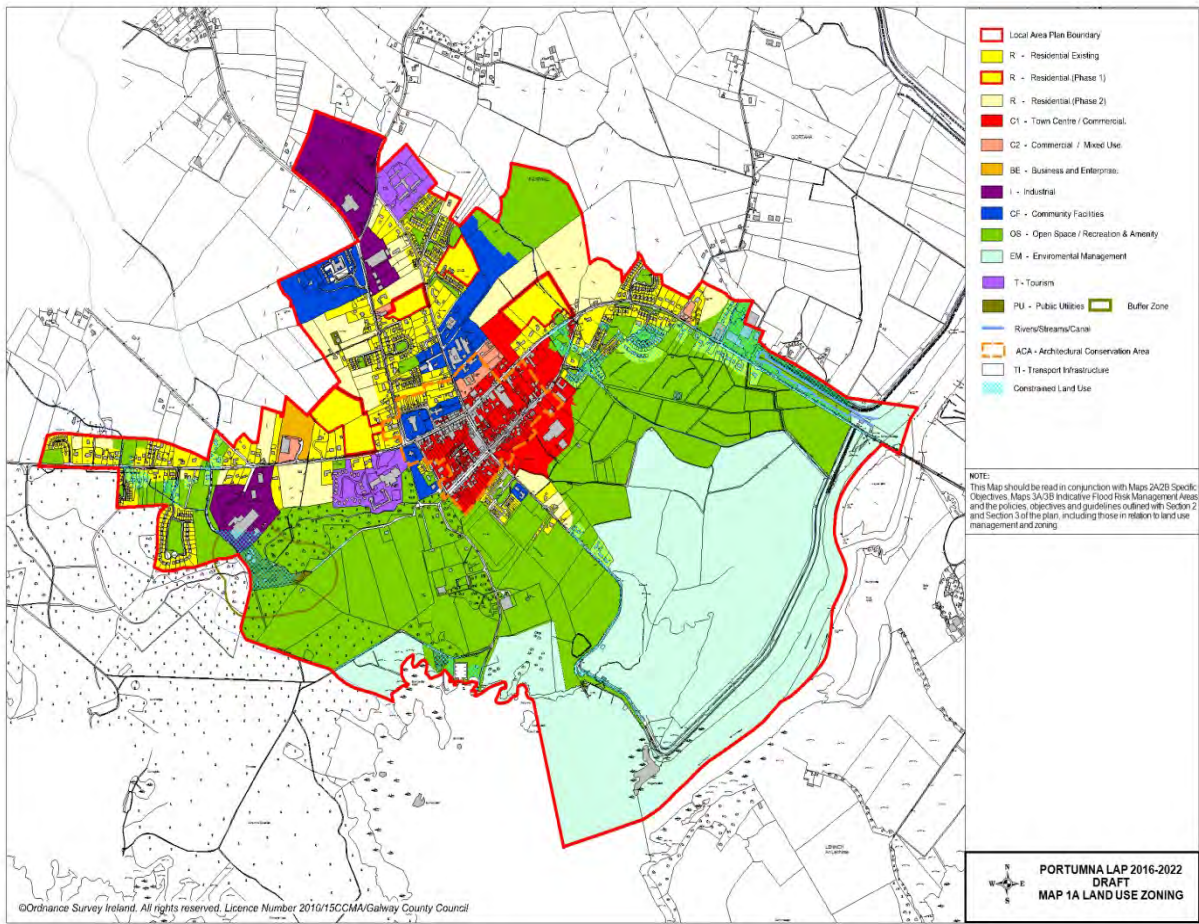 Local Area Plan Boundary
R - Residential Existing
R - Residential (Phase 1)
R - Residential (Phase 2)
C1 - Town Centre / Commercial.
C2 - Commercial / Mixed Use.
BE - Business and Enterprise.
I - Industrial
CF - Community Facilities
OS - Open Space / Recreation & Amenity
EM - Enviromental Management
T - Tourism
PU - Public Utilities Buffer Zone
Rivers/Streams/Canal
ACA - Architectural Conservation Area
TI - Transport Infrastructure
Constrained Land Use
NOTE:
This Map should be read in conjunction with Maps 2A/2B Specific
Objectives, Maps 3A/3B Indicative Flood Risk Management Areas
and the policies, objectives and guidelines outlined with Section 2
and Section 3 of the plan, including those in relation to land use
management and zoning
N
W E
S
PORTUMNA LAP 2016-2022
DRAFT
MAP 1A LAND USE ZONING
©Ordnance Survey Ireland. All rights reserved. Licence Number 2010/15CCMA/Galway County Council